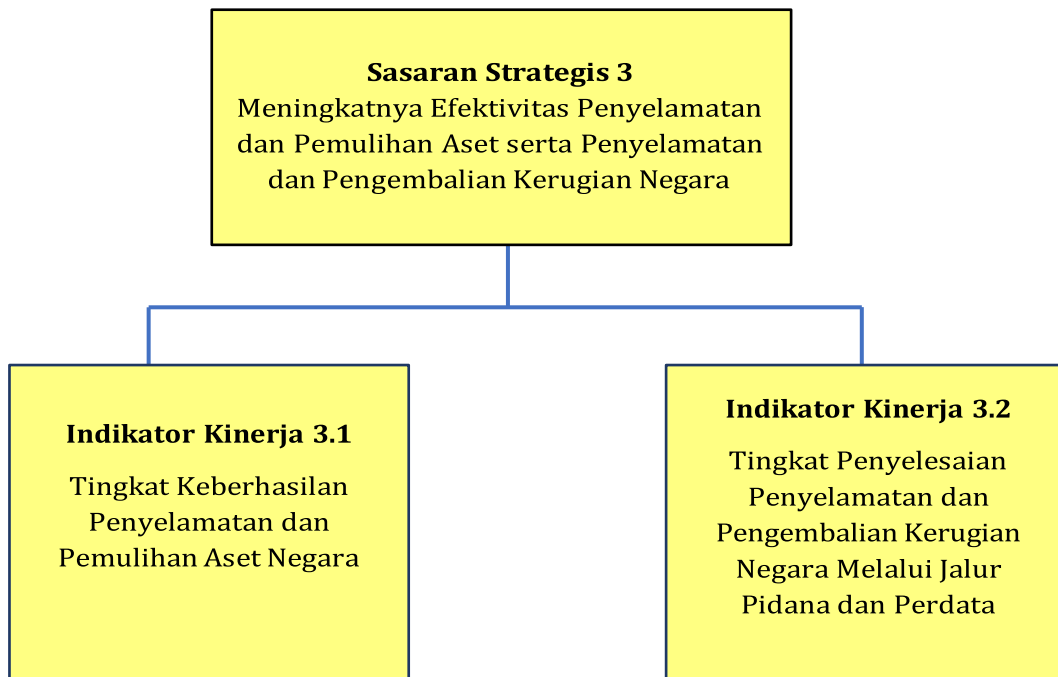 Sasaran Strategis 3
Meningkatnya Efektivitas Penyelamatan
dan Pemulihan Aset serta Penyelamatan
dan Pengembalian Kerugian Negara
Indikator Kinerja 3.1
Tingkat Keberhasilan
Penyelamatan dan
Pemulihan Aset Negara
Indikator Kinerja 3.2
Tingkat Penyelesaian
Penyelamatan dan
Pengembalian Kerugian
Negara Melalui Jalur
Pidana dan Perdata